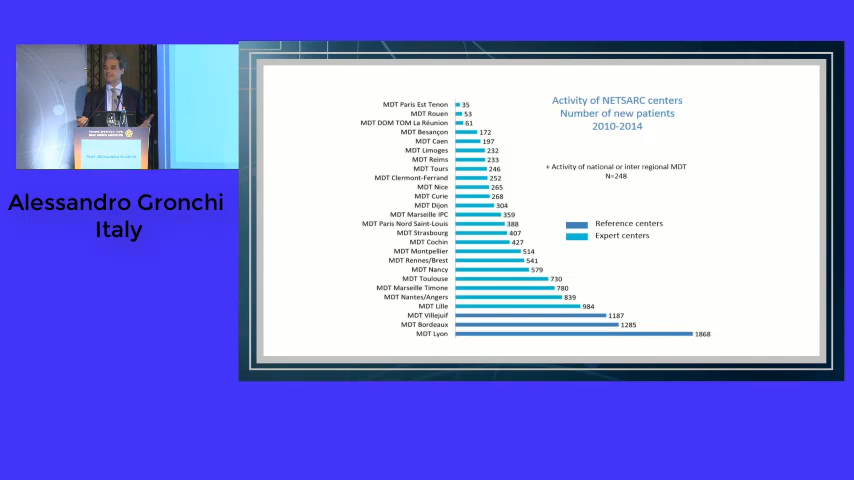 Alessandro Gronchi
Italy
Activity of NETSARC centers
Number of new patients
2010-2014
+ Activity of national or inter regional MDT
N=248
Reference centers
Expert centers
MDT Paris Est Tenon 35
MDT Rouen 53
MDT DOM TOM La Réunion 61
MDT Besançon 172
MDT Caen 197
MDT Limoges 232
MDT Reims 233
MDT Tours 246
MDT Clermont-Ferrand 252
MDT Nice 265
MDT Curie 268
MDT Dijon 304
MDT Marseille IPC 359
MDT Paris Nord Saint-Louis 388
MDT Strasbourg 407
MDT Cochin 427
MDT Montpellier 514
MDT Rennes/Brest 541
MDT Nancy 579
MDT Toulouse 730
MDT Marseille Timone 780
MDT Nantes/Angers 839
MDT Lille 984
MDT Villejuif 1187
MDT Bordeaux 1285
MDT Lyon 1868